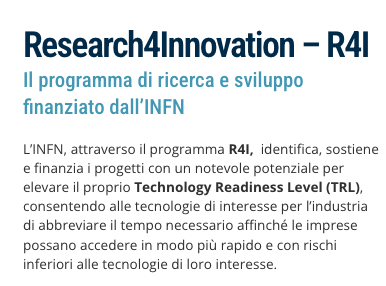 Research4Innovation – R4I
Il programma di ricerca e sviluppo
finanziato dall’INFN
L’INFN, attraverso il programma R4I,  identifica, sostiene
e finanzia i progetti con un notevole potenziale per
elevare il proprio Technology Readiness Level (TRL),
consentendo alle tecnologie di interesse per l’industria
di abbreviare il tempo necessario affinché le imprese
possano accedere in modo più rapido e con rischi
inferiori alle tecnologie di loro interesse.